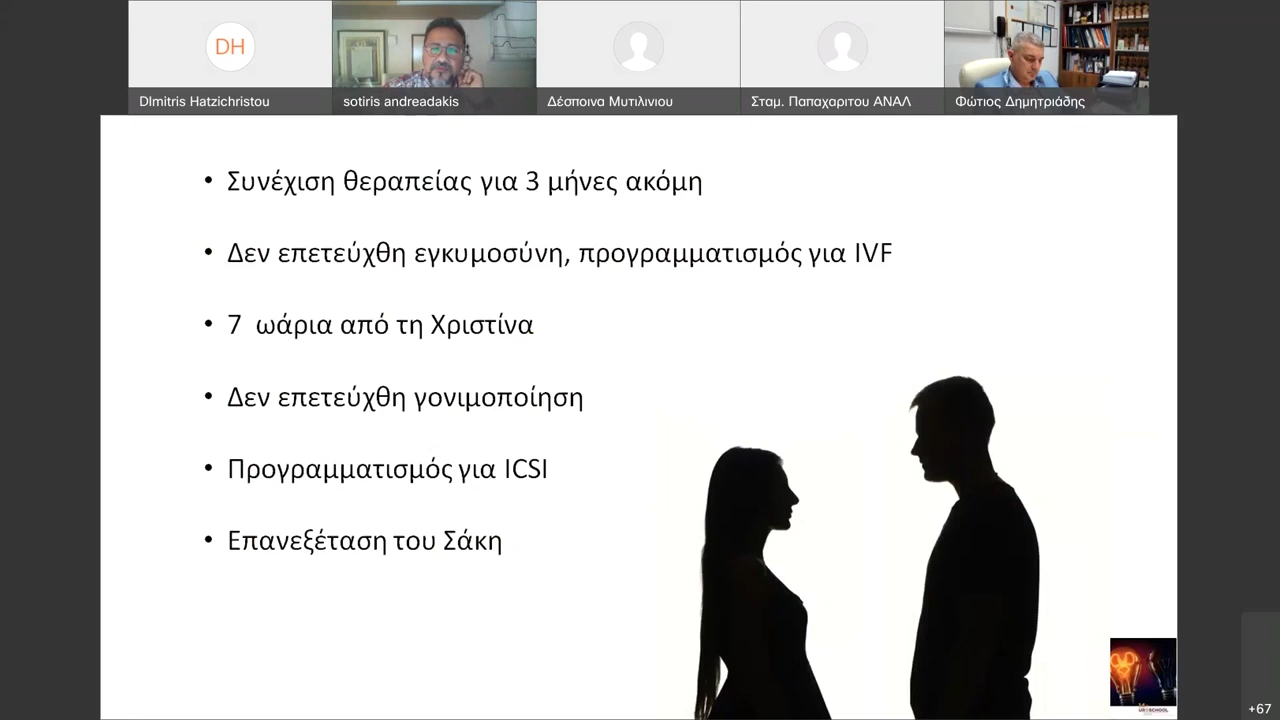 DH
DImitris Hatzichristou
sotiris andreadakis
Δέσποινα Μυτιλινιου
Σταμ. Παπαχαριτου ΑΝΑΛ
Φώτιος Δημητριάδης
• Συνέχιση θεραπείας για 3 μήνες ακόμη
• Δεν επετεύχθη εγκυμοσύνη, προγραμματισμός για IVF
• 7 ωάρια από τη Χριστίνα
• Δεν επετεύχθη γονιμοποίηση
• Προγραμματισμός για ICSI
• Επανεξέταση του Σάκη
+67